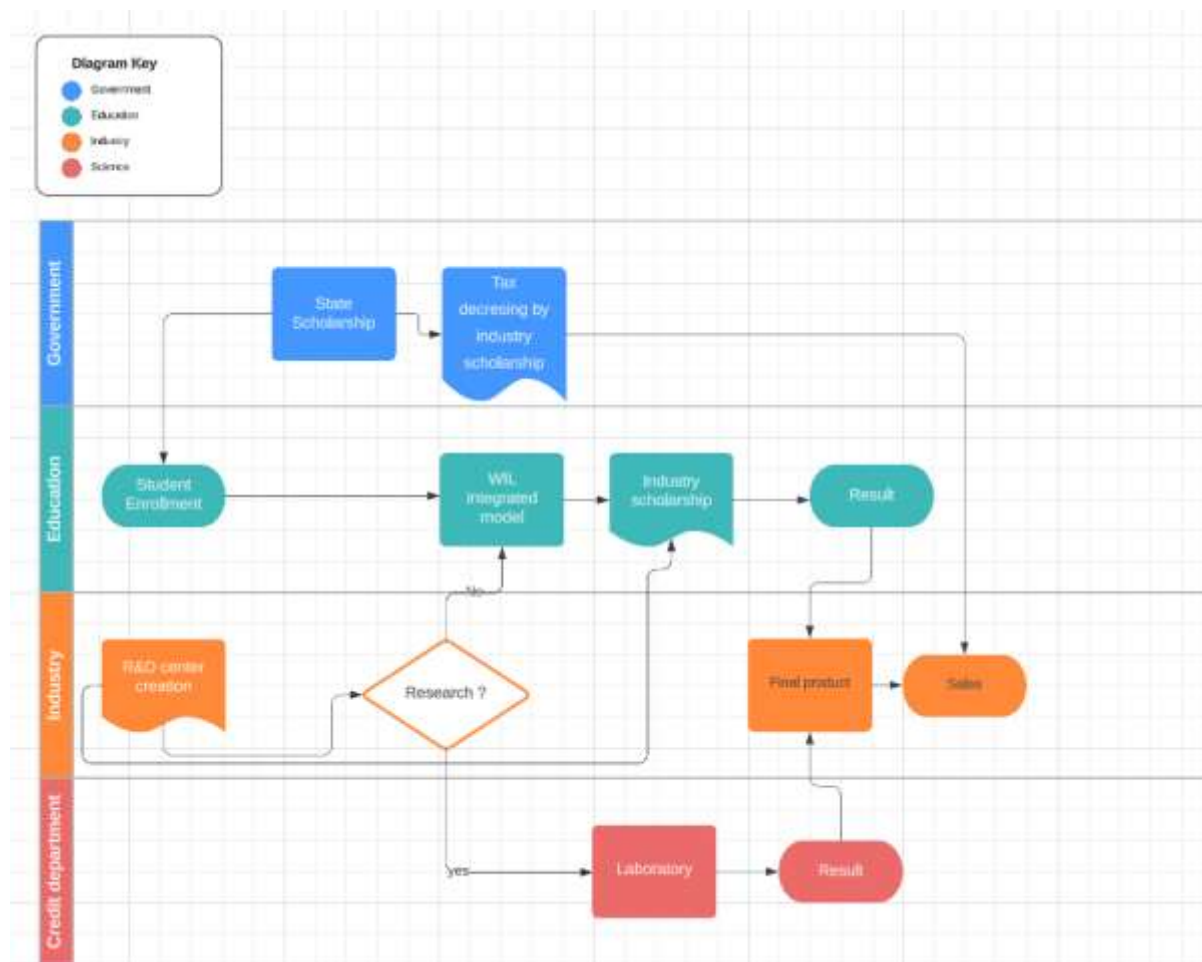 Diagram Key
Government
Education
Industry
Science
Government
State
Scholarship
Tax
decresing by
industry
scholarship
Education
Student
Enrollment
WIL
integrated
model
Industry
scholarship
Result
No
Industry
R&D center
creation
Research ?
Final product
Sales
Credit department
yes
Laboratory
Result